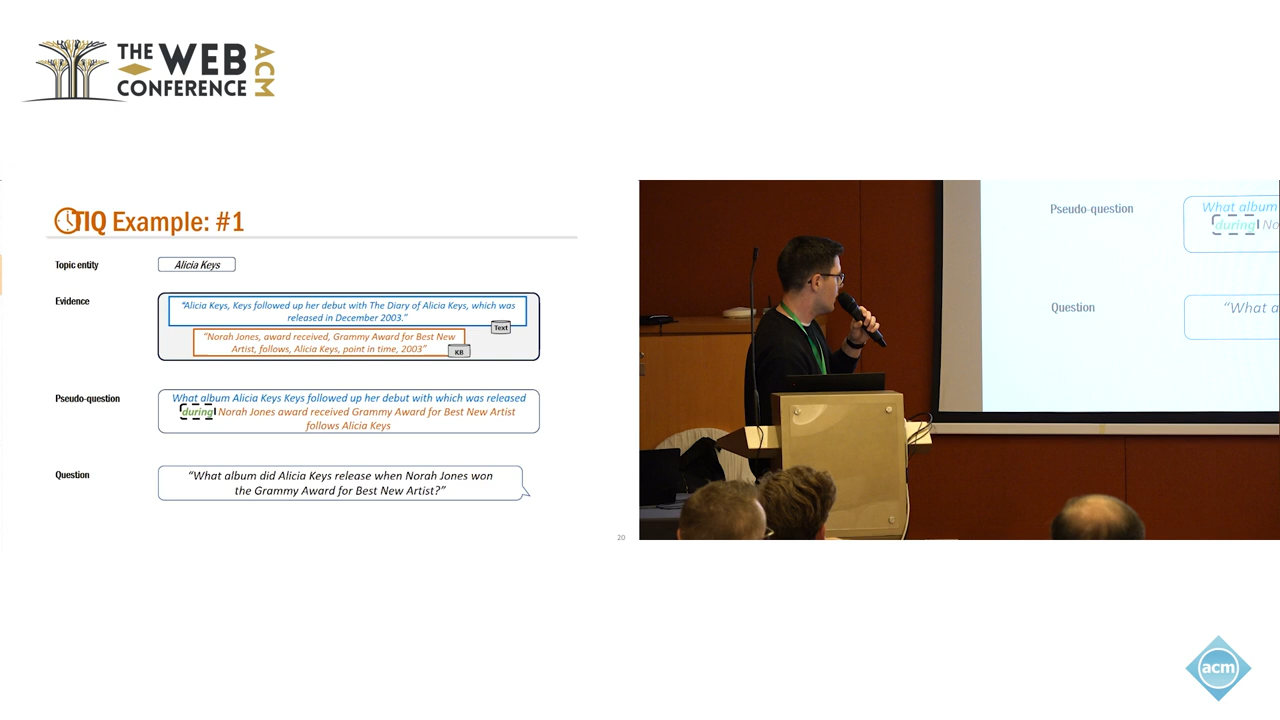 THE WEB
CONFERENCE
ACM
TIQ Example: #1
Topic entity
Alicia Keys
Evidence
"Alicia Keys, Keys followed up her debut with The Diary of Alicia Keys, which was
released in December 2003."
Text
"Norah Jones, award received, Grammy Award for Best New
Artist, follows, Alicia Keys, point in time, 2003"
KB
Pseudo-question
What album Alicia Keys Keys followed up her debut with which was released
during Norah Jones award received Grammy Award for Best New Artist
follows Alicia Keys
Question
"What album did Alicia Keys release when Norah Jones won
the Grammy Award for Best New Artist?"
20
Pseudo-question
What album
during No
Question
"What a
acm